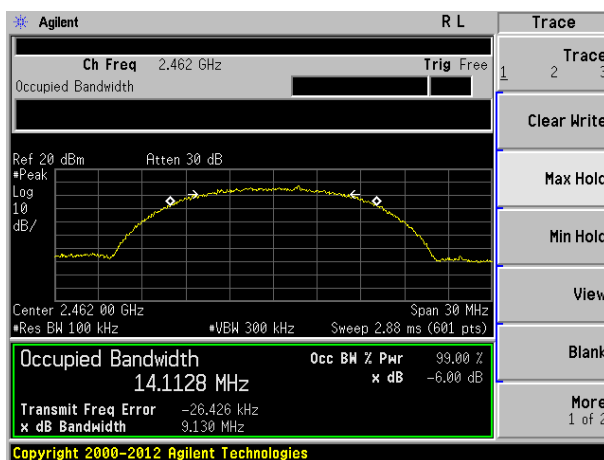 Agilent R L Trace
Ch Freq 2.462 GHz Trig Free
Occupied Bandwidth
Trace
1 2 3
Clear Write
Max Hold
Min Hold
View
Blank
More
1 of 2
Ref 20 dBm Atten 30 dB
#Peak
Log
10
dB/
Center 2.462 00 GHz Span 30 MHz
#Res BW 100 kHz #VBW 300 kHz Sweep 2.88 ms (601 pts)
Occupied Bandwidth Occ BW % Pwr 99.00 %
14.1128 MHz x dB -6.00 dB
Transmit Freq Error -26.426 kHz
x dB Bandwidth 9.130 MHz
Copyright 2000-2012 Agilent Technologies